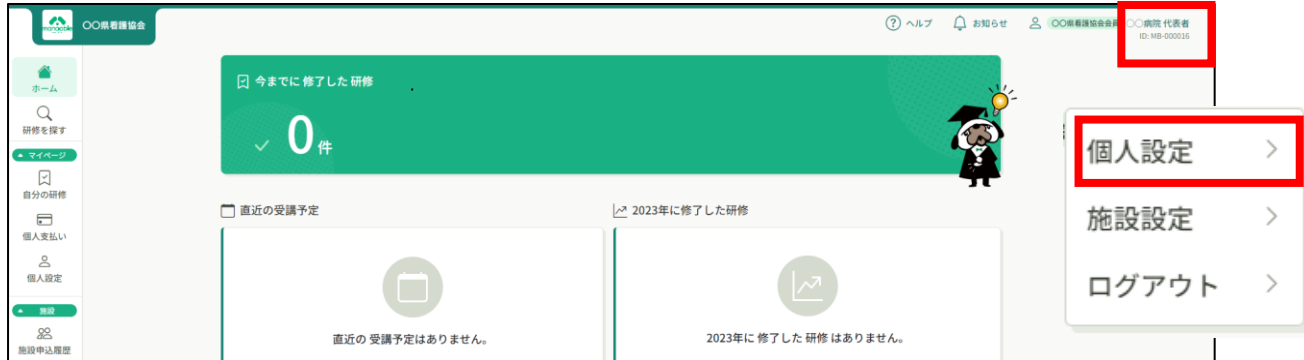 manaable
〇〇県看護協会
ヘルプ
お知らせ
〇〇県看護協会会員
〇〇病院 代表者
ID: MB-000016
ホーム
研修を探す
マイページ
自分の研修
個人支払い
個人設定
施設
施設申込履歴
今までに 修了した 研修
0 件
直近の受講予定
直近の 受講予定はありません。
2023年に修了した研修
2023年に 修了した 研修 はありません。
個人設定
施設設定
ログアウト